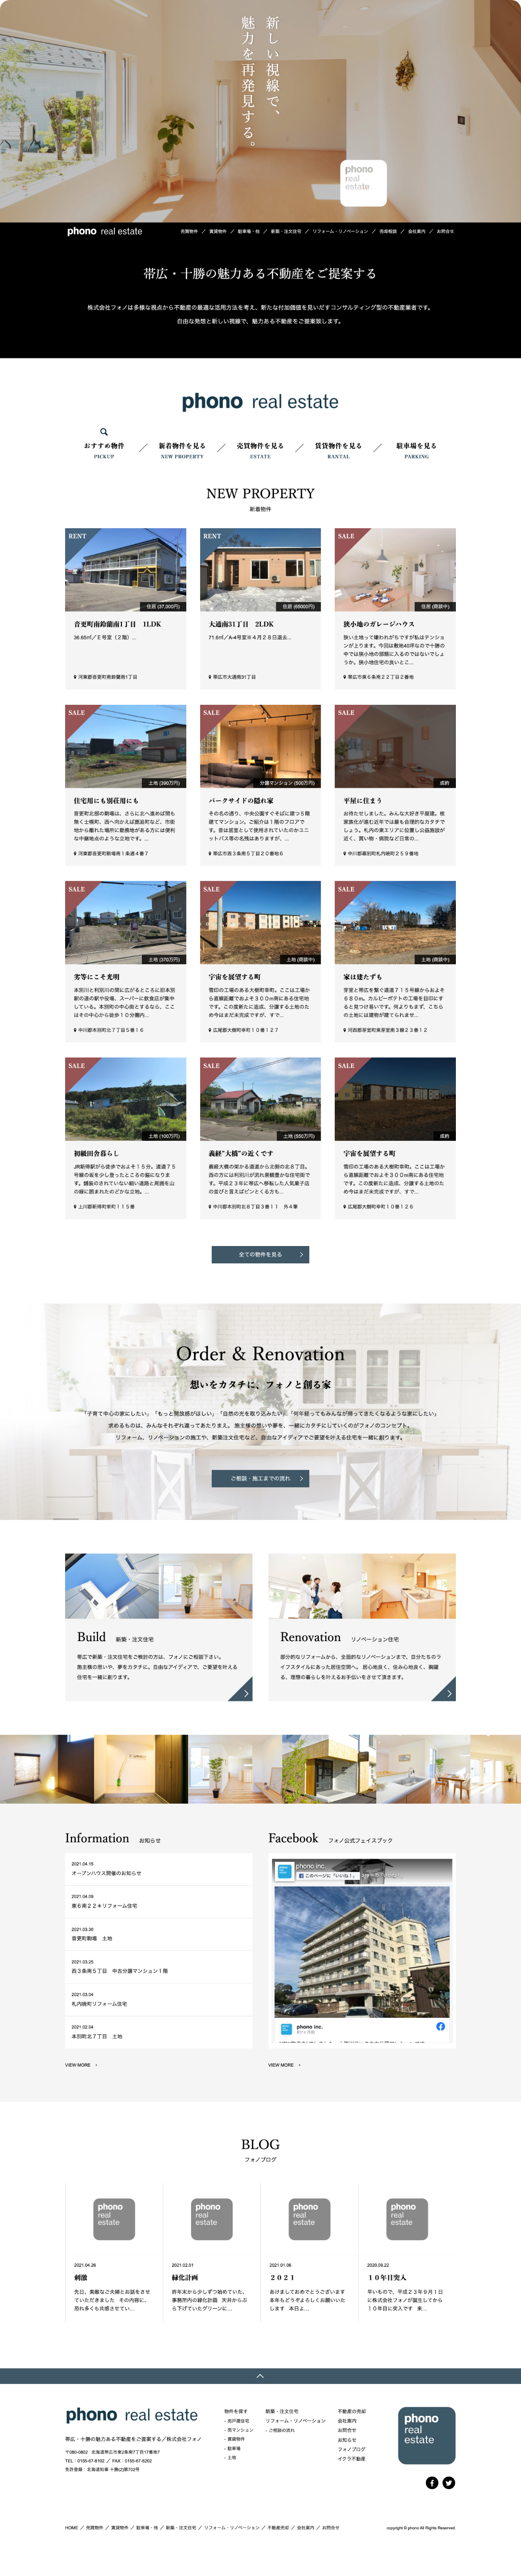 新しい視線で、
魅力を再発見する。
phono
real
estate
phono real estate
売買物件 ／ 賃貸物件 ／ 駐車場・他 ／ 新築・注文住宅 ／ リフォーム・リノベーション ／ 売却相談 ／ 会社案内 ／ お問合せ
帯広・十勝の魅力ある不動産をご提案する
株式会社フォノは多様な視点から不動産の最適な活用方法を考え、新たな付加価値を見いだすコンサルティング型の不動産業者です。
自由な発想と新しい視線で、魅力ある不動産をご提案致します。
phono real estate
おすすめ物件 ／ 新着物件を見る ／ 売買物件を見る ／ 賃貸物件を見る ／ 駐車場を見る
PICKUP NEW PROPERTY ESTATE RANTAL PARKING
NEW PROPERTY
新着物件
RENT
住居 (37,000円)
音更町南鈴蘭南1丁目 1LDK
36.65㎡／Ｅ号室（２階）...
河東郡音更町南鈴蘭南1丁目
RENT
住居 (65000円)
大通南31丁目 2LDK
71.6㎡／A-4号室※４月２８日退去...
帯広市大通南31丁目
SALE
住居 (商談中)
狭小地のガレージハウス
狭い土地って嫌われがちですが私はテンショ
ンが上ります。今回は敷地40坪なので十勝の
中では狭小地の部類に入るのではないでしょ
うか。狭小地住宅の良いとこ...
帯広市東６条南２２丁目２番地
SALE
土地 (390万円)
住宅用にも別荘用にも
音更町北部の駒場は、さらに北へ進めば間も
無く士幌町、西へ向かえば鹿追町など、市街
地から離れた場所に勤務地がある方には便利
な中継地点のような立地です。...
河東郡音更町駒場南１条通４番７
SALE
分譲マンション (500万円)
パークサイドの隠れ家
その名の通り、中央公園すぐそばに建つ５階
建てマンション。ご紹介は１階のフロアで
す。昔は居室として使用されていたのかユニ
ットバス等の名残はありますが、...
帯広市西３条南５丁目２０番地６
SALE
成約
平屋に住まう
お待たせしました。みんな大好き平屋建。核
家族化が進む近年では最も合理的なカタチで
しょう。札内の東エリアに位置し公益施設が
近く、買い物・病院など日常の...
中川郡幕別町札内暁町２５９番地
SALE
土地 (370万円)
劣等にこそ光明
本別川と利別川の間に広がるところに旧本別
駅の道の駅や役場、スーパーに飲食店が集中
している。本別町の中心街とするなら、ここ
はその中心から徒歩１０分圏内...
中川郡本別町北７丁目５番１６
SALE
土地 (商談中)
宇宙を展望する町
雪印の工場のある大樹町幸町。ここは工場か
ら直線距離でおよそ３００ｍ南にある住宅地
です。この度新たに造成、分譲する土地のた
め今はまだ未完成ですが、すで...
広尾郡大樹町幸町１０番１２７
SALE
土地 (商談中)
家は建たずも
芽室と帯広を繋ぐ道道７１５号線からおよそ
６８０ｍ。カルビーポテトの工場を目印にす
ると見つけ易いです。何よりもまず、こちら
の土地には建物が建てられませ...
河西郡芽室町東芽室南３線２３番１２
SALE
土地 (100万円)
初級田舎暮らし
JR新得駅がら徒歩でおよそ１５分。道道７５
号線の坂を少し登ったところの脇になりま
す。舗装のされていない細い道路と周囲を山
の緑に囲まれたのどかな立地。...
上川郡新得町栄町１１５番
SALE
土地 (550万円)
義経“大橋”の近くです
義経大橋の架かる道道から北側の北８丁目。
西の方には利別川が流れ景観豊かな住宅街で
す。平成２３年に帯広へ移転した人気菓子店
の並びと言えばピンとくる方も...
中川郡本別町北８丁目３番１１ 外４筆
SALE
成約
宇宙を展望する町
雪印の工場のある大樹町幸町。ここは工場か
ら直線距離でおよそ３００ｍ南にある住宅地
です。この度新たに造成、分譲する土地のた
め今はまだ未完成ですが、すで...
広尾郡大樹町幸町１０番１２６
全ての物件を見る
Order & Renovation
想いをカタチに、フォノと創る家
「子育て中心の家にしたい」「もっと開放感がほしい」「自然の光を取り込みたい」、「何年経ってもみんなが帰ってきたくなるような家にしたい」
求めるものは、みんなそれぞれ違ってあたりまえ。 施主様の想いや夢を、一緒にカタチにしていくのがフォノのコンセプト。
リフォーム、リノベーションの施工や、新築注文住宅など、自由なアイディアでご要望を叶える住宅を一緒に創ります。
ご相談・施工までの流れ
Build 新築・注文住宅
帯広で新築・注文住宅をご検討の方は、フォノにご相談下さい。
施主様の想いや、夢をカタチに。自由なアイデアで、ご要望を叶える
住宅を一緒に創ります。
Renovation リノベーション住宅
部分的なリフォームから、全面的なリノベーションまで、自分たちのラ
イフスタイルにあった居住空間へ。 居心地良く、住み心地良く、胸躍
る、理想の暮らしを叶えるお手伝いをさせて頂きます。
Information お知らせ
2021.04.15
オープンハウス開催のお知らせ
2021.04.09
東６南２２＊リフォーム住宅
2021.03.30
音更町駒場 土地
2021.03.25
西３条南５丁目 中古分譲マンション１階
2021.03.04
札内暁町リフォーム住宅
2021.02.04
本別町北７丁目 土地
VIEW MORE
Facebook フォノ公式フェイスブック
phono inc.
このページに「いいね！」
phono inc.
約7ヶ月前
VIEW MORE
BLOG
フォノブログ
phono
real
estate
2021.04.26
刺激
先日、素敵なご夫婦とお話をさせ
ていただきました その内容に、
恐れ多くも共感させてい...
phono
real
estate
2021.02.01
緑化計画
昨年末から少しずつ始めていた、
事務所内の緑化計画 天井からぶ
ら下げていたグリーンに...
phono
real
estate
2021.01.06
２０２１
あけましておめでとうございます
本年もどうぞよろしくお願いいた
します 本日よ...
phono
real
estate
2020.09.22
１０年目突入
早いもので、平成２３年９月１日
に株式会社フォノが誕生してから
１０年目に突入です 末...
phono real estate
帯広・十勝の魅力ある不動産をご提案する／株式会社フォノ
〒080-0802 北海道帯広市東2条南7丁目17番地7
TEL：0155-67-8102 ／ FAX：0155-67-8202
免許登録：北海道知事 十勝(2)第702号
物件を探す
- 売戸建住宅
- 売マンション
- 賃貸物件
- 駐車場
- 土地
新築・注文住宅
リフォーム・リノベーション
- ご相談の流れ
不動産の売却
会社案内
お問合せ
お知らせ
フォノブログ
イクラ不動産
phono
real
estate
HOME ／ 売買物件 ／ 賃貸物件 ／ 駐車場・他 ／ 新築・注文住宅 ／ リフォーム・リノベーション ／ 不動産売却 ／ 会社案内 ／ お問合せ
copyright © phono All Rights Reserved.